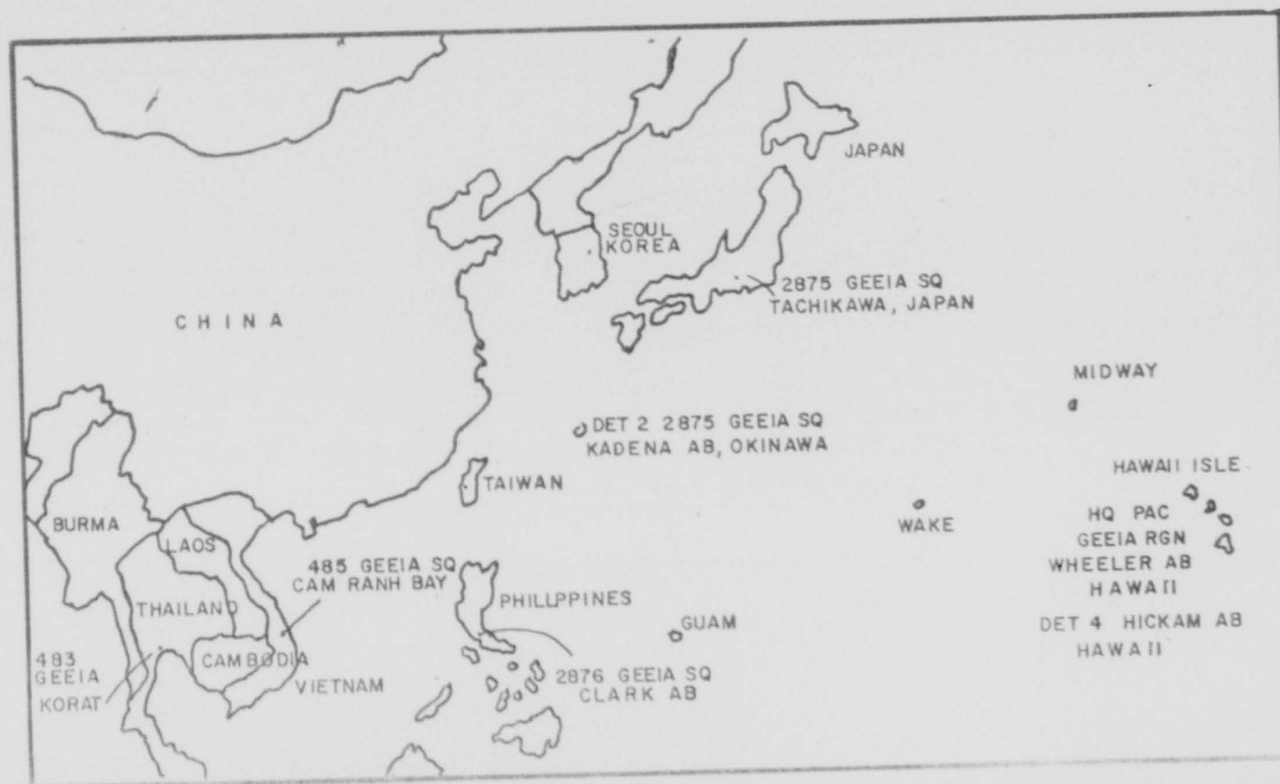 JAPAN
SEOUL
KOREA
2875 GEEIA SQ
TACHIKAWA, JAPAN
CHINA
MIDWAY
DET 2 2875 GEEIA SQ
KADENA AB, OKINAWA
HAWAII ISLE
TAIWAN
WAKE
HQ PAC
GEEIA RGN
WHEELER AB
HAWAII
BURMA
LAOS
485 GEEIA SQ
CAM RANH BAY
THAILAND
PHILLPPINES
GUAM
DET 4 HICKAM AB
HAWAII
483
GEEIA
KORAT
CAMBODIA
VIETNAM
2876 GEEIA SQ
CLARK AB